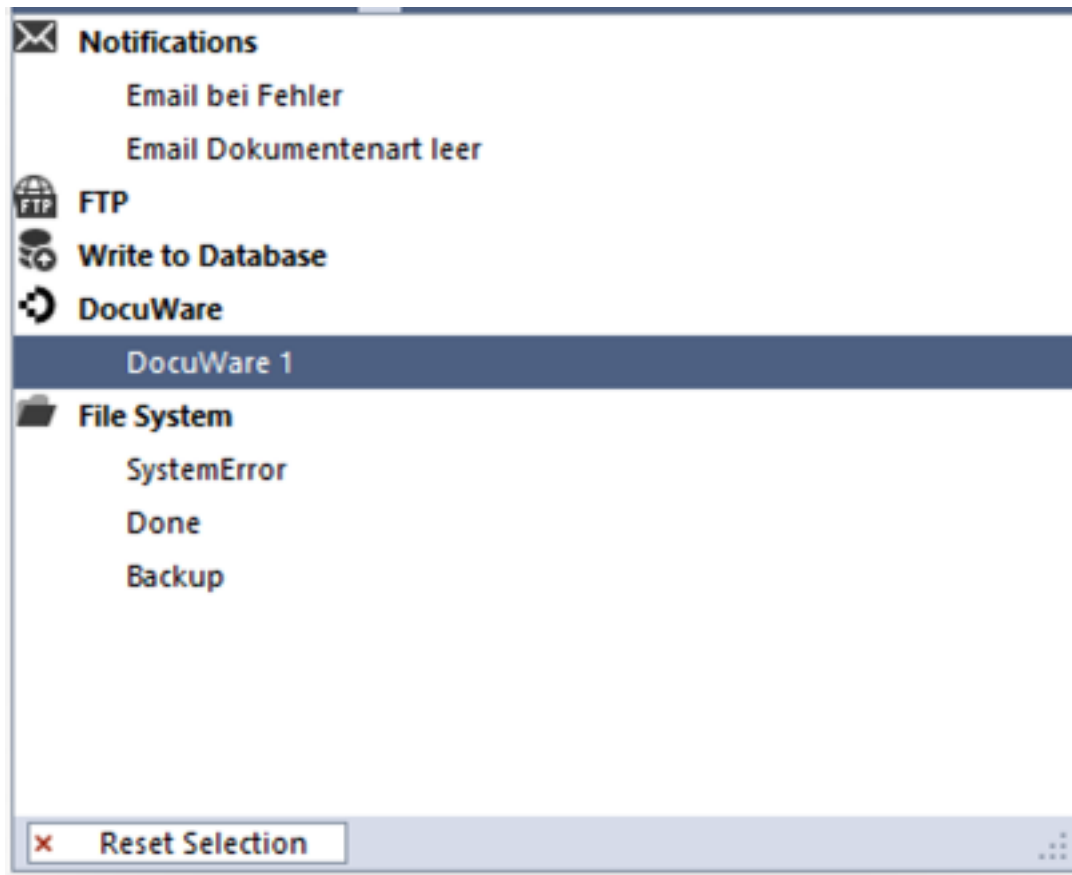 Notifications
Email bei Fehler
Email Dokumentenart leer
FTP
FTP
Write to Database
DocuWare
DocuWare 1
File System
SystemError
Done
Backup
Reset Selection